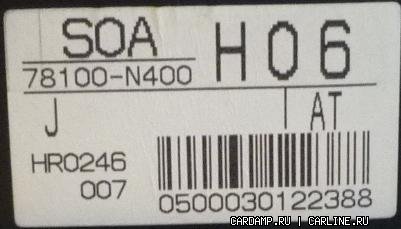 SOA H06
78100-N400
J AT
HR0246
007
0500030122388
CARDAMP.RU | CARLINE.RU